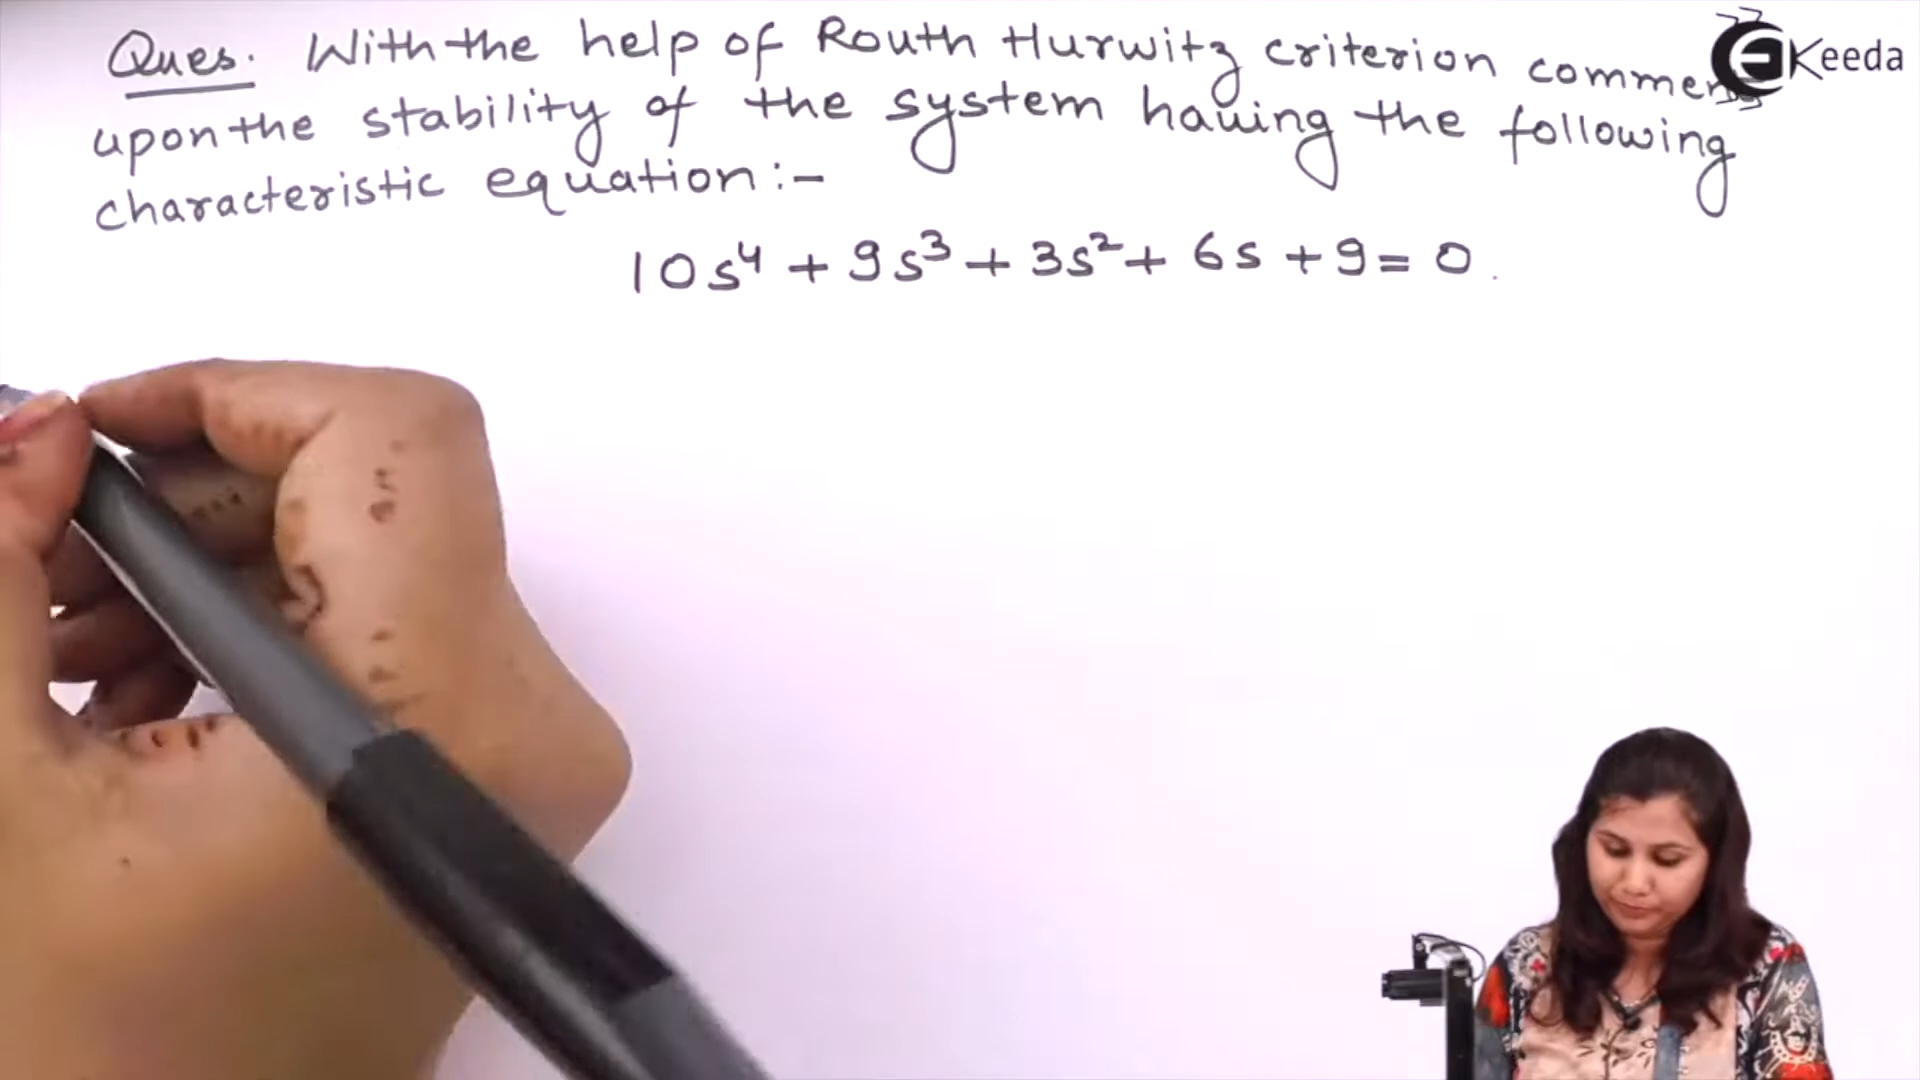 Ques. With the help of Routh Hurwitz criterion
upon the stability of the system having the following
characteristic equation:-
10s⁴ + 9s³ + 3s² + 6s + 9 = 0.
Keeda